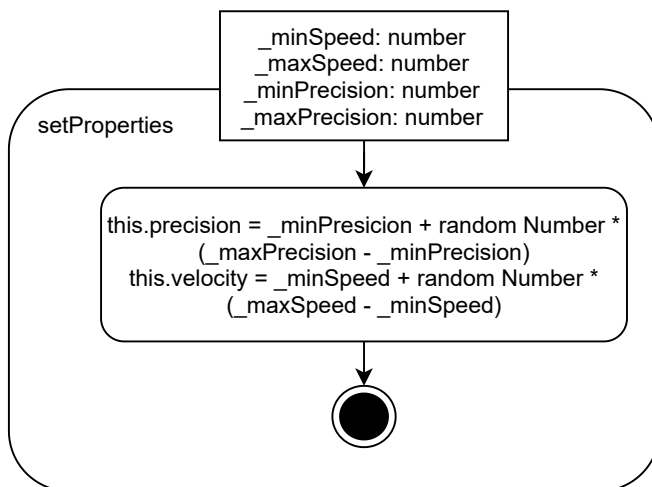 _minSpeed: number
_maxSpeed: number
_minPrecision: number
_maxPrecision: number
setProperties
this.precision = _minPresicion + random Number *
(_maxPrecision - _minPrecision)
this.velocity = _minSpeed + random Number *
(_maxSpeed - _minSpeed)